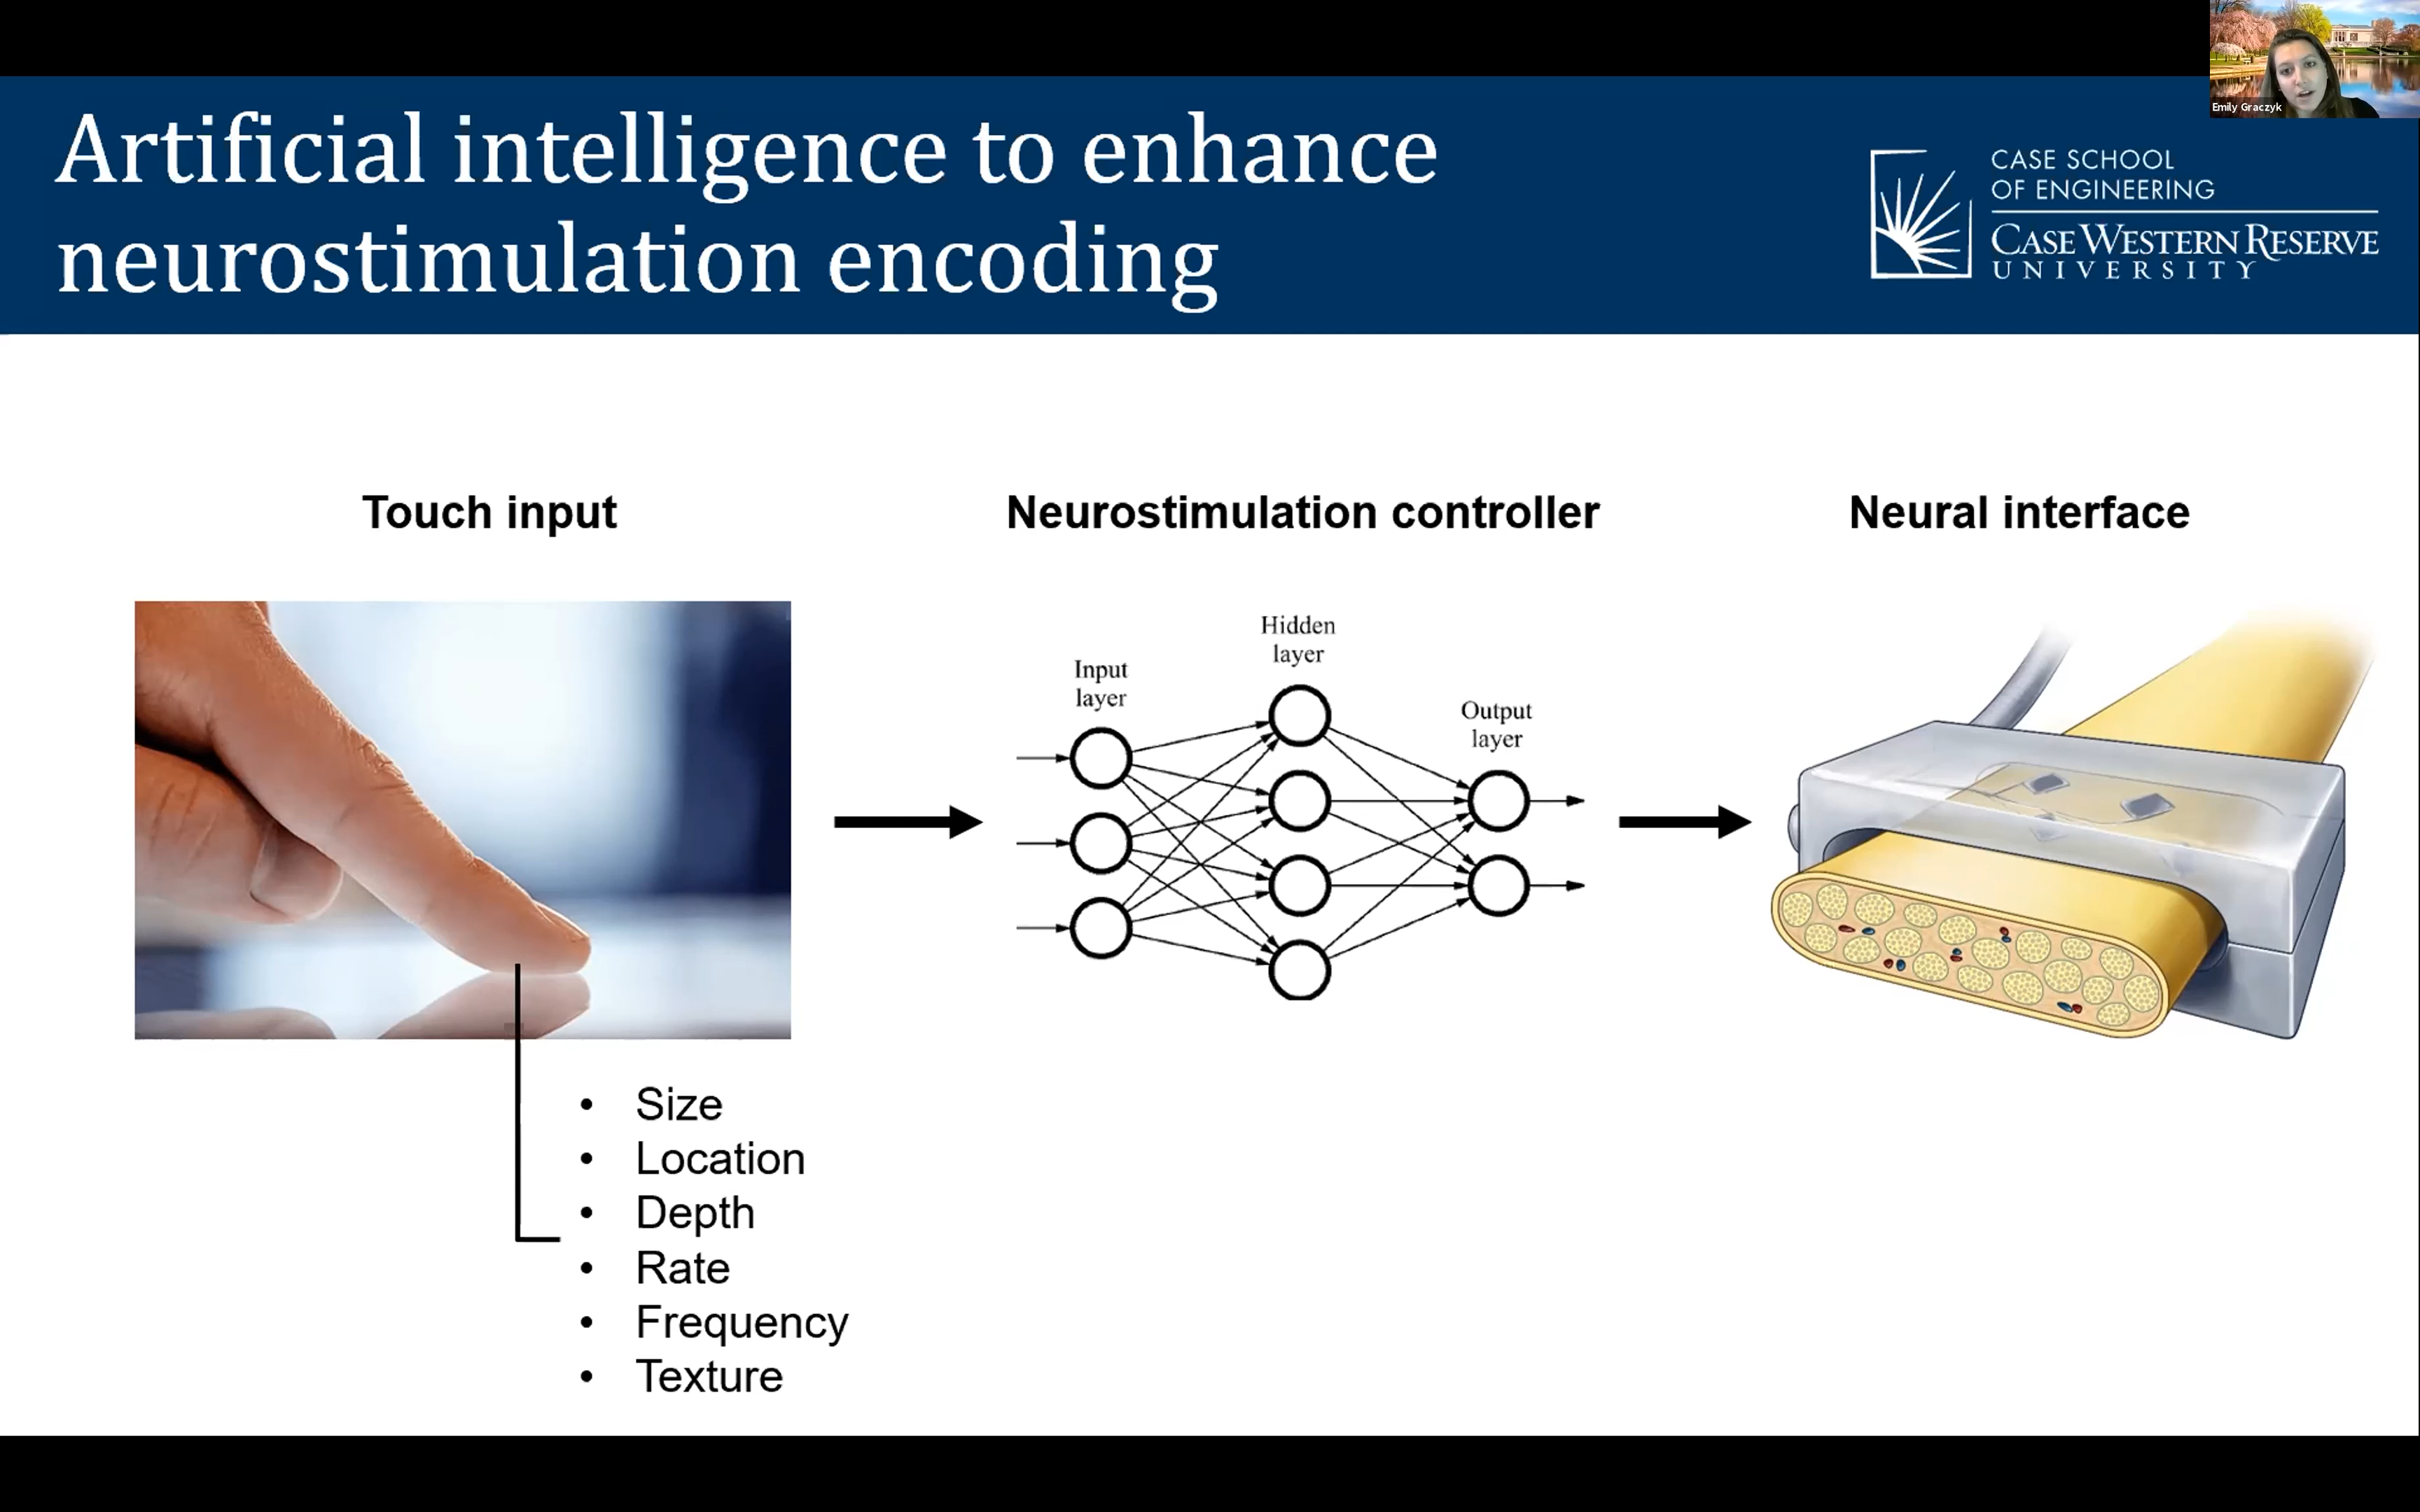 Emily Graczyk
Artificial intelligence to enhance
neurostimulation encoding
CASE SCHOOL
OF ENGINEERING
CASE WESTERN RESERVE
UNIVERSITY
Touch input
Neurostimulation controller
Neural interface
Input
layer
Hidden
layer
Output
layer
• Size
• Location
• Depth
• Rate
• Frequency
• Texture